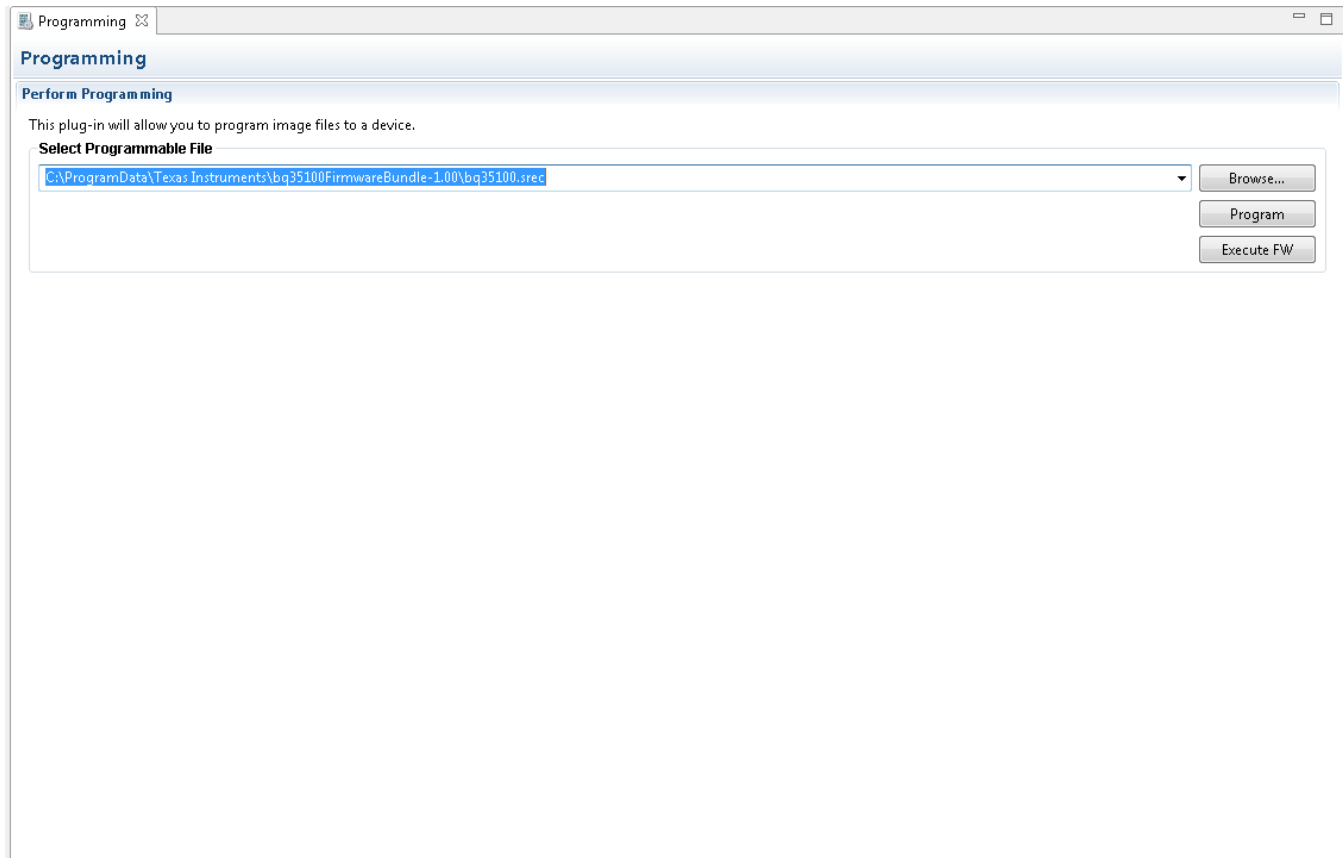 Programming
Programming
Perform Programming
This plug-in will allow you to program image files to a device.
Select Programmable File
C:\ProgramData\Texas Instruments\bq35100FirmwareBundle-1.00\bq35100.srec
Browse...
Program
Execute FW